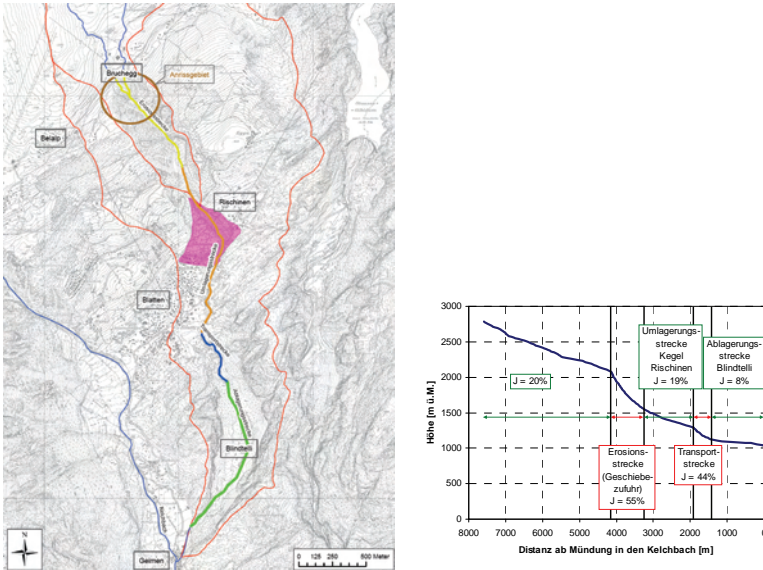 Bruchegg
Anrissgebiet
Belalp
Rischinen
Blatten
Blindtelli
Geimen
N
0 125 250 500 Meter
3000
2500
2000
1500
1000
500
0
Höhe [m ü.M.]
J = 20%
Umlagerungs-
strecke
Kegel
Rischinen
J = 19%
Ablagerungs-
strecke
Blindtelli
J = 8%
Erosions-
strecke
(Geschiebe-
zufuhr)
J = 55%
Transport-
strecke
J = 44%
8000 7000 6000 5000 4000 3000 2000 1000
Distanz ab Mündung in den Kelchbach [m]